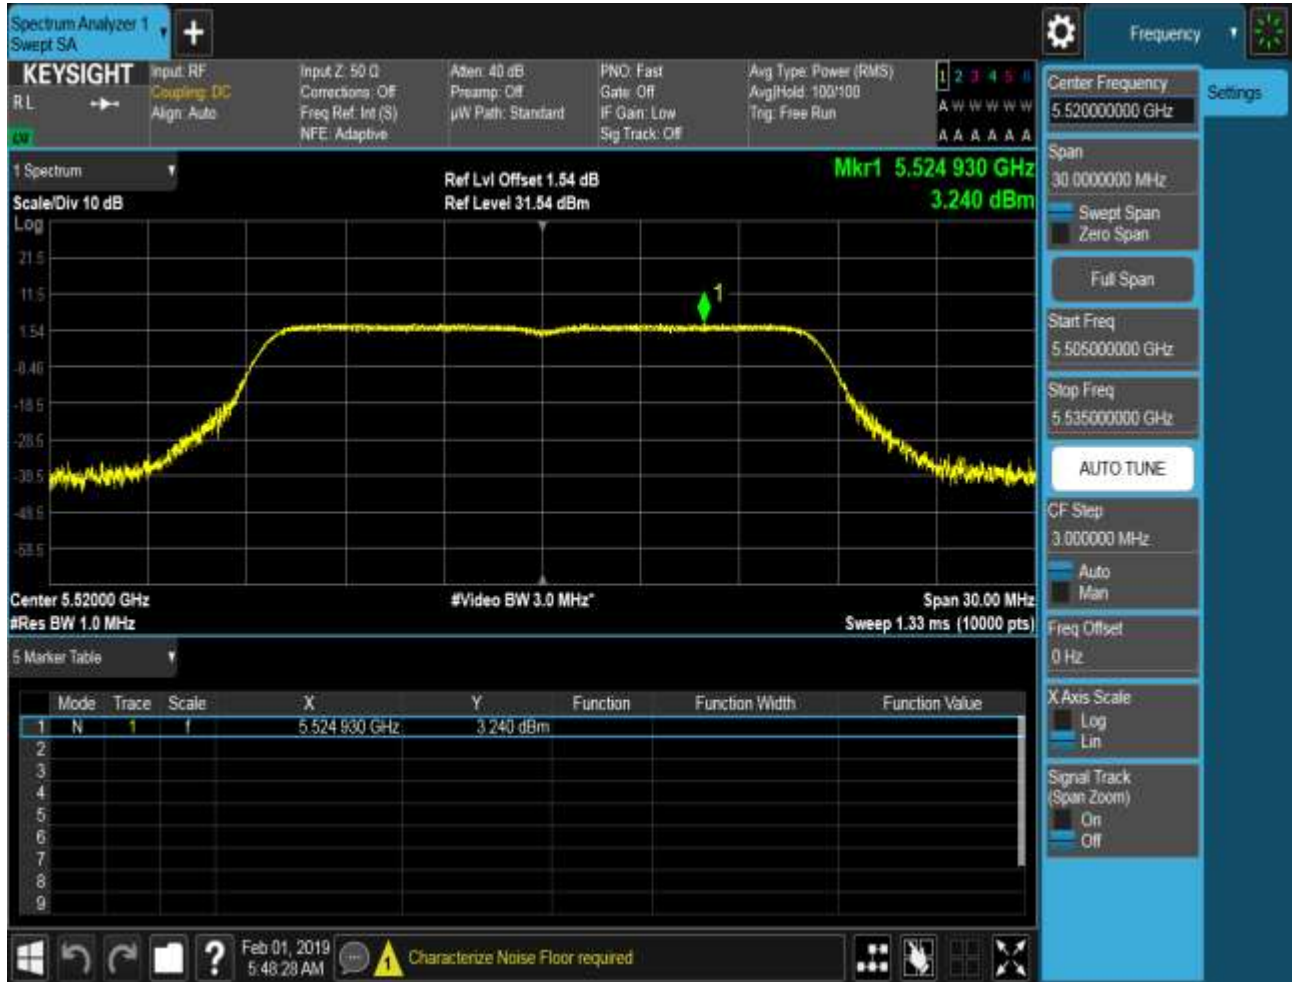 Spectrum Analyzer 1
Swept SA
+
Frequency
KEYSIGHT
R L
Input: RF
Coupling: DC
Align: Auto
Input Z: 50 Ω
Corrections: Off
Freq Ref: Int (S)
NFE: Adaptive
Atten: 40 dB
Preamp: Off
µW Path: Standard
PNO: Fast
Gate: Off
IF Gain: Low
Sig Track: Off
Avg Type: Power (RMS)
Avg|Hold: 100/100
Trig: Free Run
1 2 3 4 5 6
A W W W W W
A A A A A A
1 Spectrum
Scale/Div 10 dB
Ref Lvl Offset 1.54 dB
Ref Level 31.54 dBm
Mkr1 5.524 930 GHz
3.240 dBm
Log
21.5
11.5
1.54
-8.46
-18.5
-28.5
-38.5
-48.5
-58.5
1
Center 5.52000 GHz
#Res BW 1.0 MHz
#Video BW 3.0 MHz*
Span 30.00 MHz
Sweep 1.33 ms (10000 pts)
5 Marker Table
Mode Trace Scale X Y Function Function Width Function Value
1 N 1 f 5.524 930 GHz 3.240 dBm
2
3
4
5
6
7
8
9
Feb 01, 2019
5:48:28 AM
?
1
Characterize Noise Floor required
Center Frequency
5.520000000 GHz
Settings
Span
30.0000000 MHz
Swept Span
Zero Span
Full Span
Start Freq
5.505000000 GHz
Stop Freq
5.535000000 GHz
AUTO TUNE
CF Step
3.000000 MHz
Auto
Man
Freq Offset
0 Hz
X Axis Scale
Log
Lin
Signal Track
(Span Zoom)
On
Off